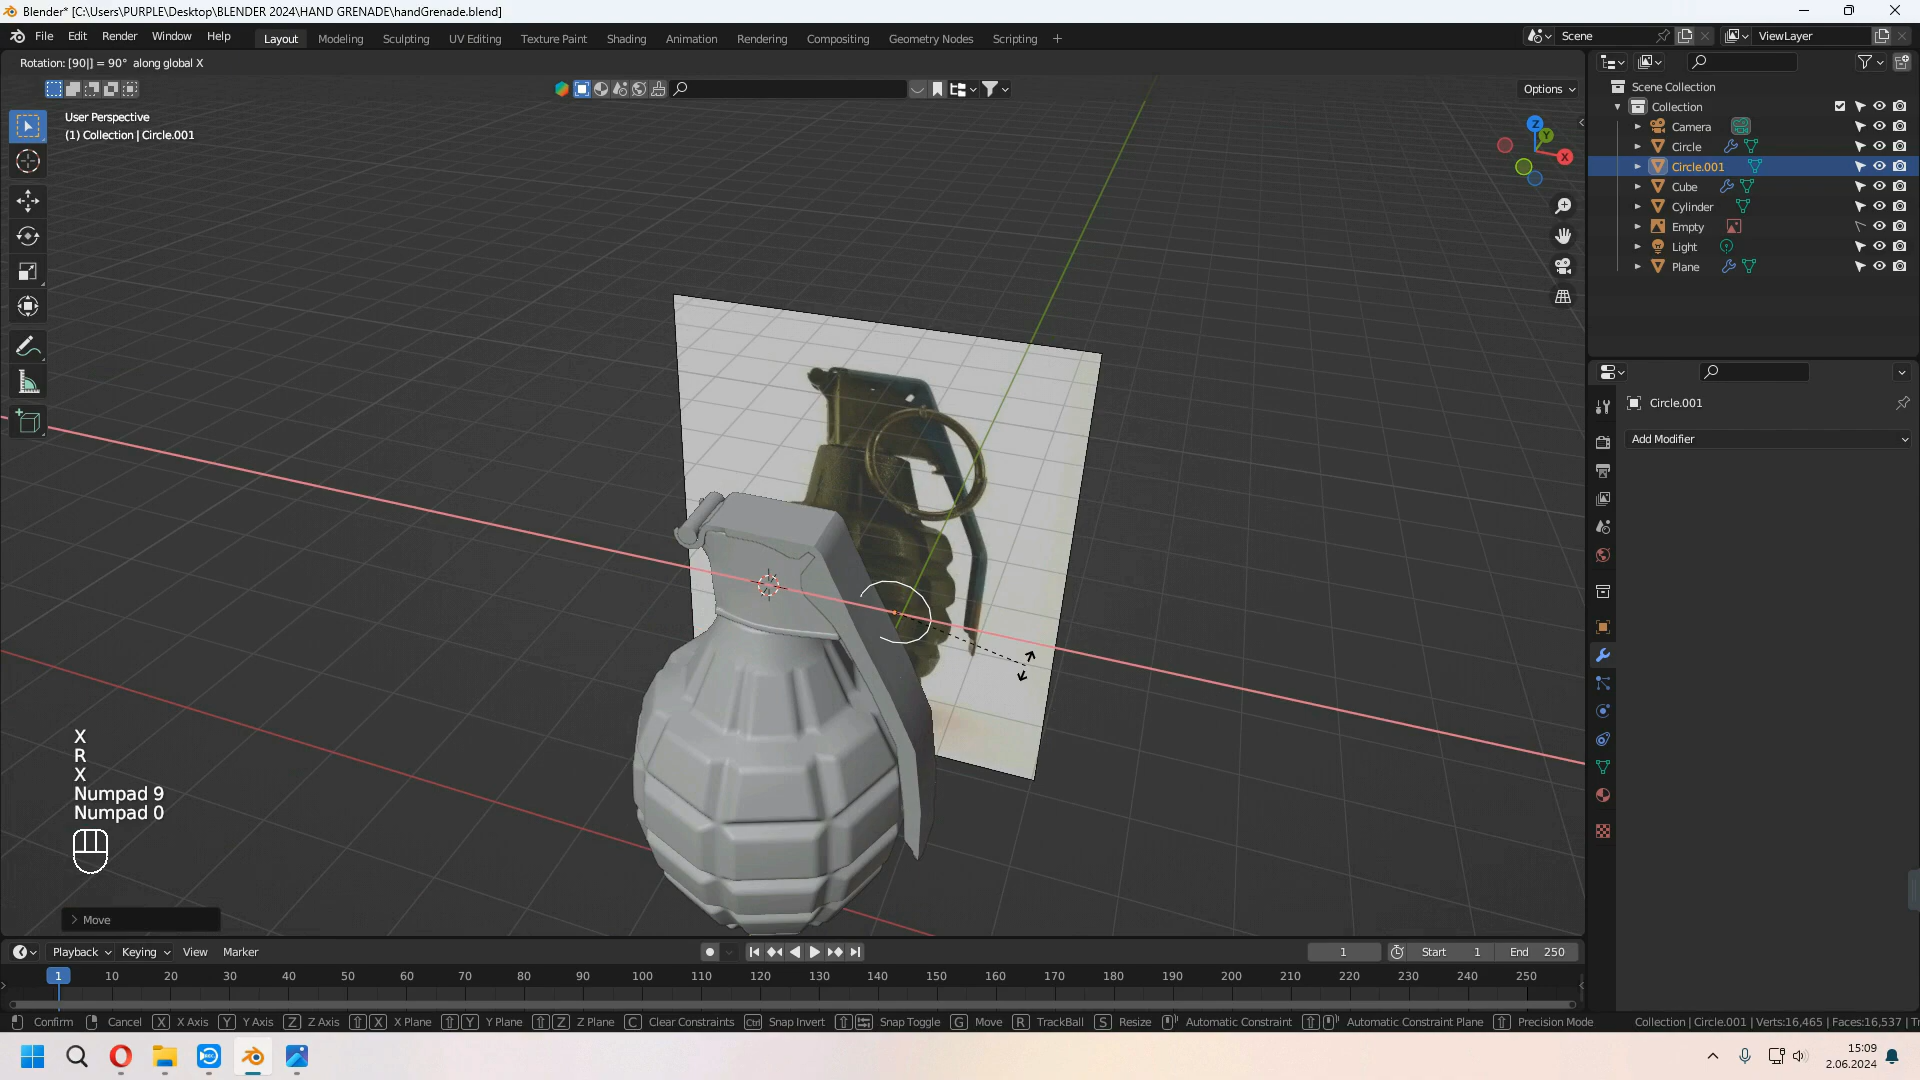 Blender* [C:\Users\PURPLE\Desktop\BLENDER 2024\HAND GRENADE\handGrenade.blend]
File Edit Render Window Help Layout Modeling Sculpting UV Editing Texture Paint Shading Animation Rendering Compositing Geometry Nodes Scripting + Scene ViewLayer
Rotation: [90|] = 90° along global X
Options
User Perspective
(1) Collection | Circle.001
Z
Y
X
Scene Collection
Collection
Camera
Circle
Circle.001
Cube
Cylinder
Empty
Light
Plane
Circle.001
Add Modifier
X
R
X
Numpad 9
Numpad 0
Move
Playback Keying View Marker 1 Start 1 End 250
1 10 20 30 40 50 60 70 80 90 100 110 120 130 140 150 160 170 180 190 200 210 220 230 240 250
Confirm Cancel X X Axis Y Y Axis Z Z Axis X X Plane Y Y Plane Z Z Plane C Clear Constraints Ctrl Snap Invert Snap Toggle G Move R TrackBall S Resize Automatic Constraint Automatic Constraint Plane Precision Mode Collection | Circle.001 | Verts:16,465 | Faces:16,537 | Tr
15:09
2.06.2024